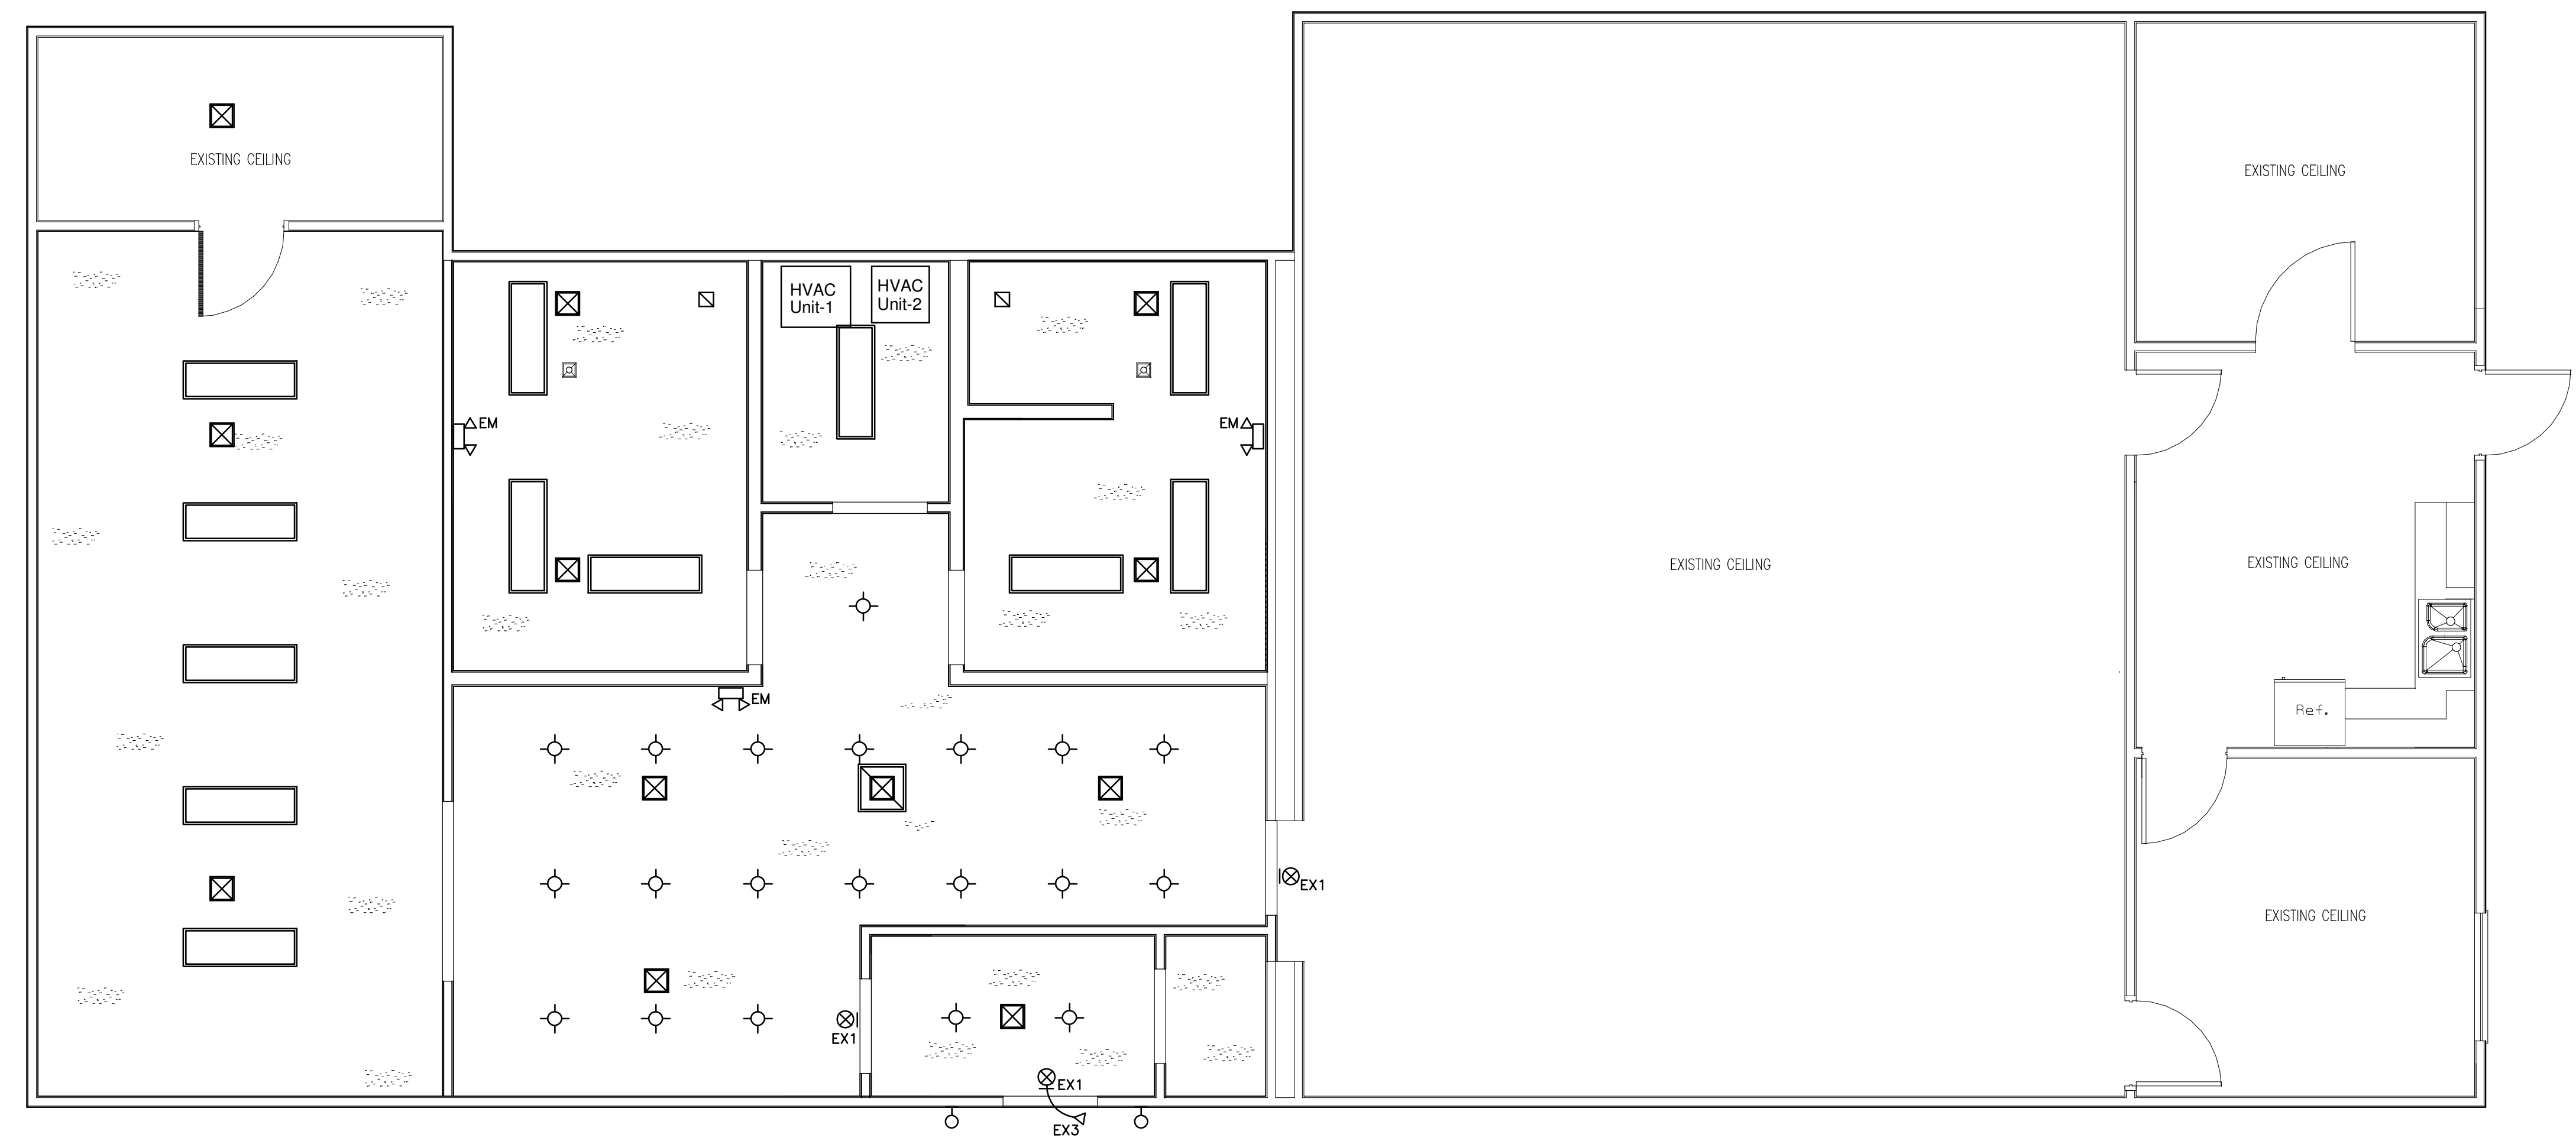 EXISTING CEILING
EXISTING CEILING
HVAC
Unit-1
HVAC
Unit-2
EM
EM
EXISTING CEILING
EXISTING CEILING
EM
Ref.
EX1
EXISTING CEILING
EX1
EX1
EX3